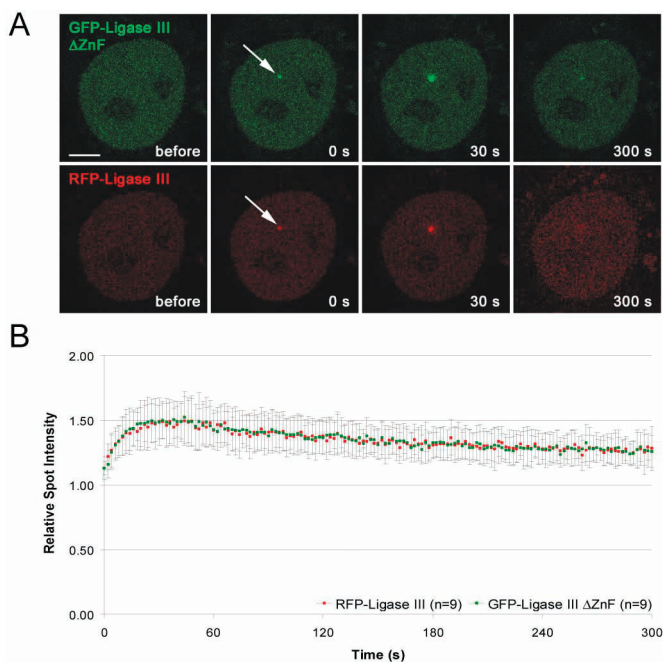 A
GFP-Ligase III
ΔZnF
before
0 s
30 s
300 s
RFP-Ligase III
before
0 s
30 s
300 s
B
2.00
1.50
1.00
0.50
0.00
Relative Spot Intensity
RFP-Ligase III (n=9)
GFP-Ligase III ΔZnF (n=9)
0
60
120
180
240
300
Time (s)